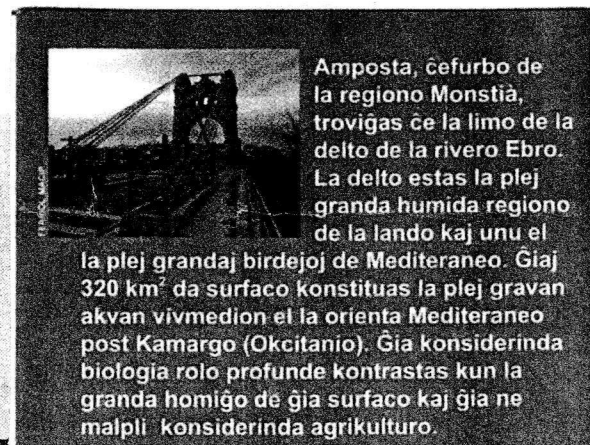 Amposta, ĉefurbo de
la regiono Monstià,
troviĝas ĉe la limo de la
delto de la rivero Ebro.
La delto estas la plej
granda humida regiono
de la lando kaj unu el
la plej grandaj birdejoj de Mediteraneo. Ĝiaj
320 km² da surfaco konstituas la plej gravan
akvan vivmedion el la orienta Mediteraneo
post Kamargo (Okcitanio). Ĝia konsiderinda
biologia rolo profunde kontrastas kun la
granda homiĝo de ĝia surfaco kaj ĝia ne
malpli konsiderinda agrikulturo.